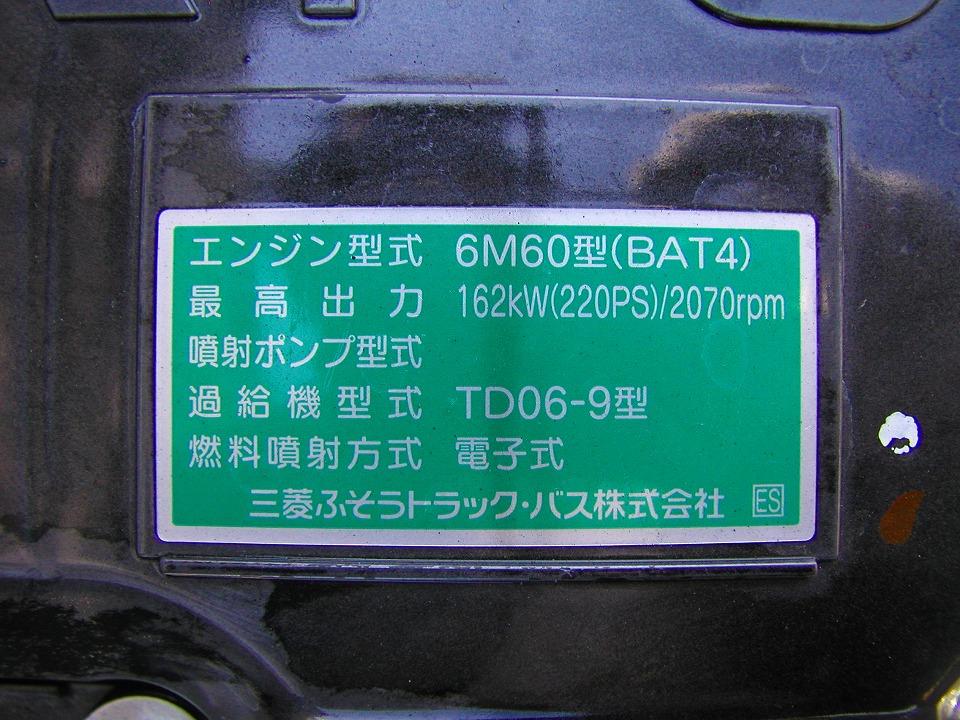 エンジン型式 6M60型(BAT4)
最高出力 162kW(220PS)/2070rpm
噴射ポンプ型式
過給機型式 TD06-9型
燃料噴射方式 電子式
三菱ふそうトラック・バス株式会社 ES